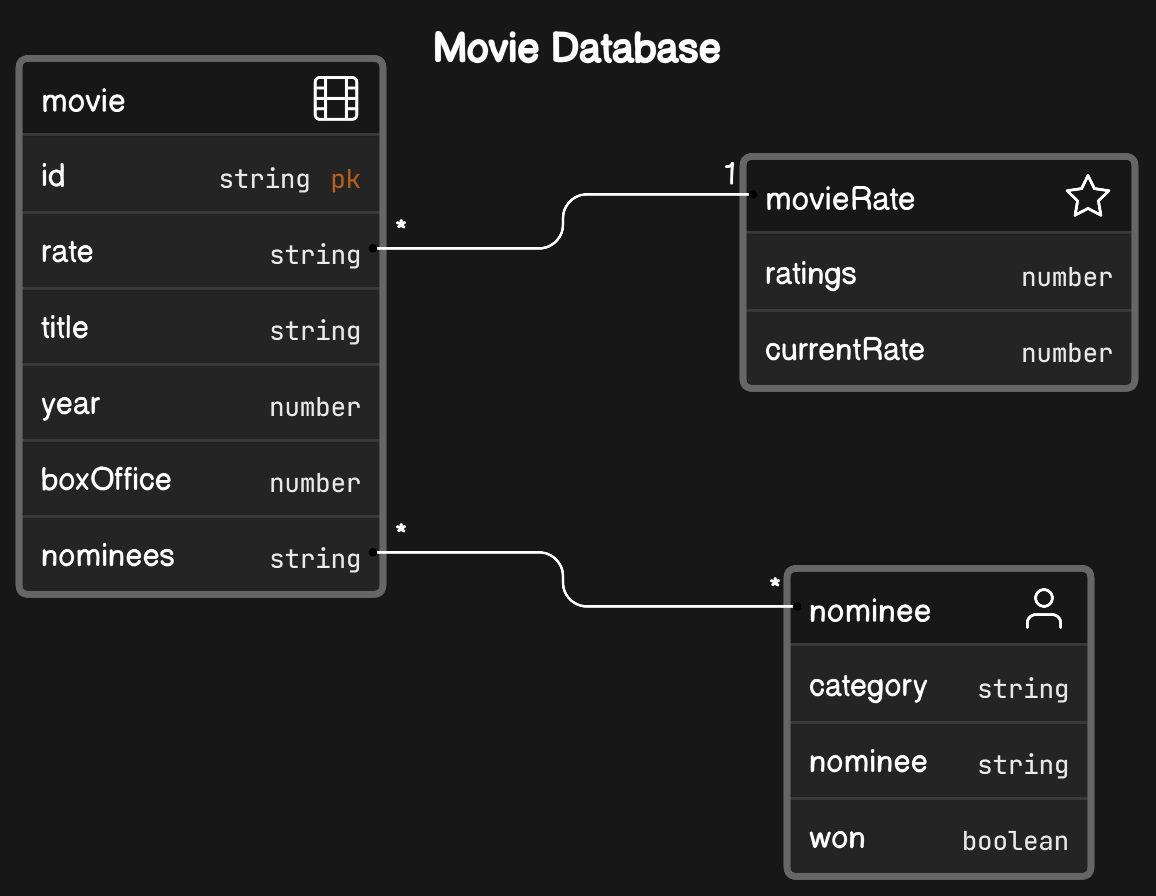 Movie Database
movie
id string pk
rate string
title string
year number
boxOffice number
nominees string
*
1
*
*
movieRate
ratings number
currentRate number
nominee
category string
nominee string
won boolean